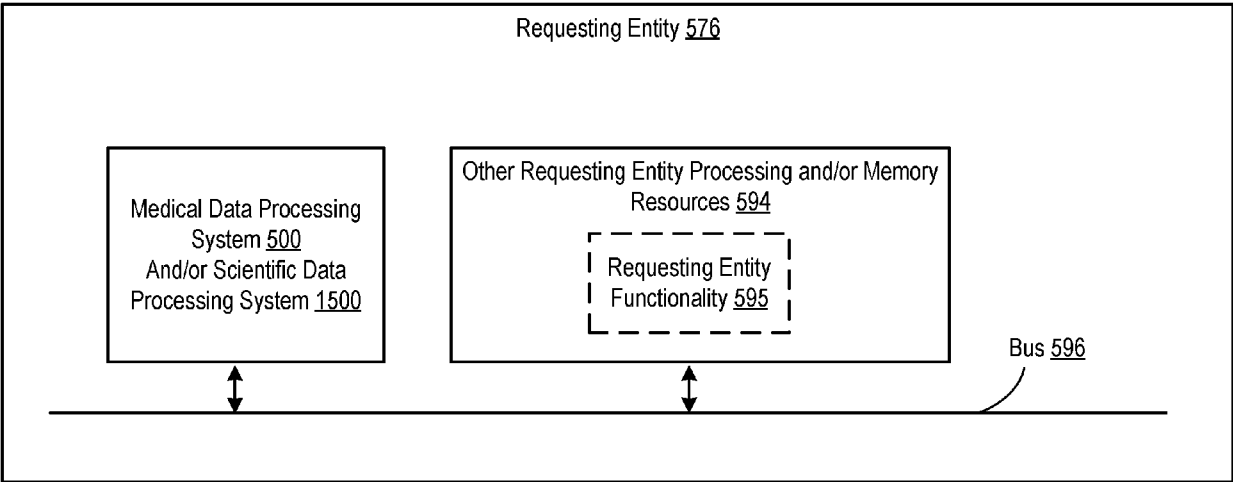 Requesting Entity 576
Medical Data Processing
System 500
And/or Scientific Data
Processing System 1500
Other Requesting Entity Processing and/or Memory
Resources 594
Requesting Entity
Functionality 595
Bus 596